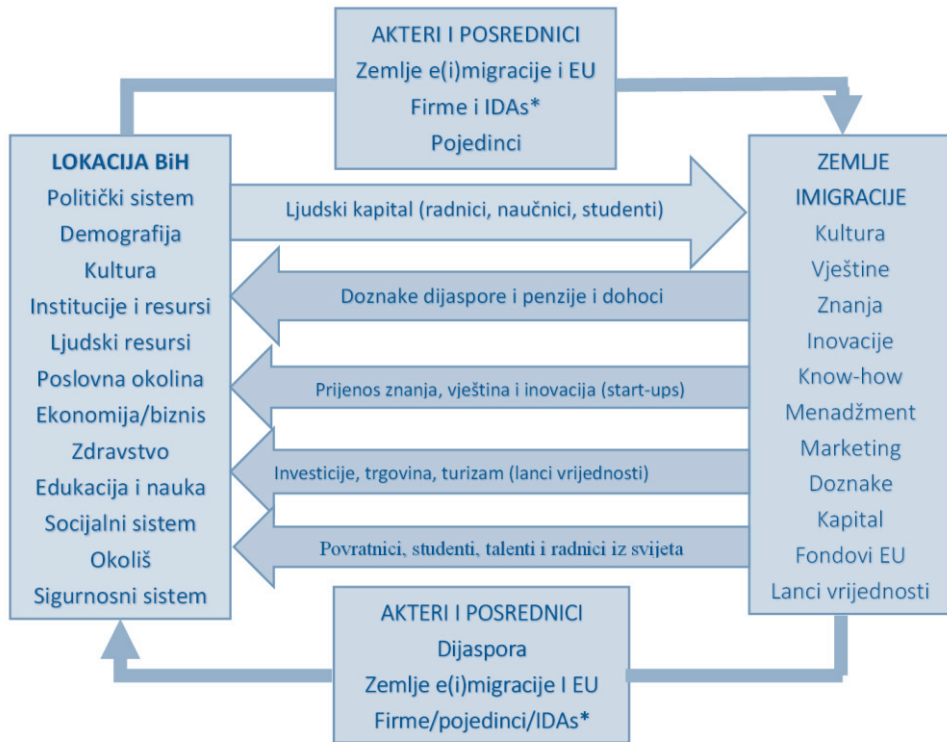 AKTERI I POSREDNICI
Zemlje e(i)migracije i EU
Firme i IDAs*
Pojedinci
LOKACIJA BiH
Politički sistem
Demografija
Kultura
Institucije i resursi
Ljudski resursi
Poslovna okolina
Ekonomija/biznis
Zdravstvo
Edukacija i nauka
Socijalni sistem
Okoliš
Sigurnosni sistem
Ljudski kapital (radnici, naučnici, studenti)
Doznake dijaspore i penzije i dohoci
Prijenos znanja, vještina i inovacija (start-ups)
Investicije, trgovina, turizam (lanci vrijednosti)
Povratnici, studenti, talenti i radnici iz svijeta
ZEMLJE
IMIGRACIJE
Kultura
Vještine
Znanja
Inovacije
Know-how
Menadžment
Marketing
Doznake
Kapital
Fondovi EU
Lanci vrijednosti
AKTERI I POSREDNICI
Dijaspora
Zemlje e(i)migracije I EU
Firme/pojedinci/IDAs*